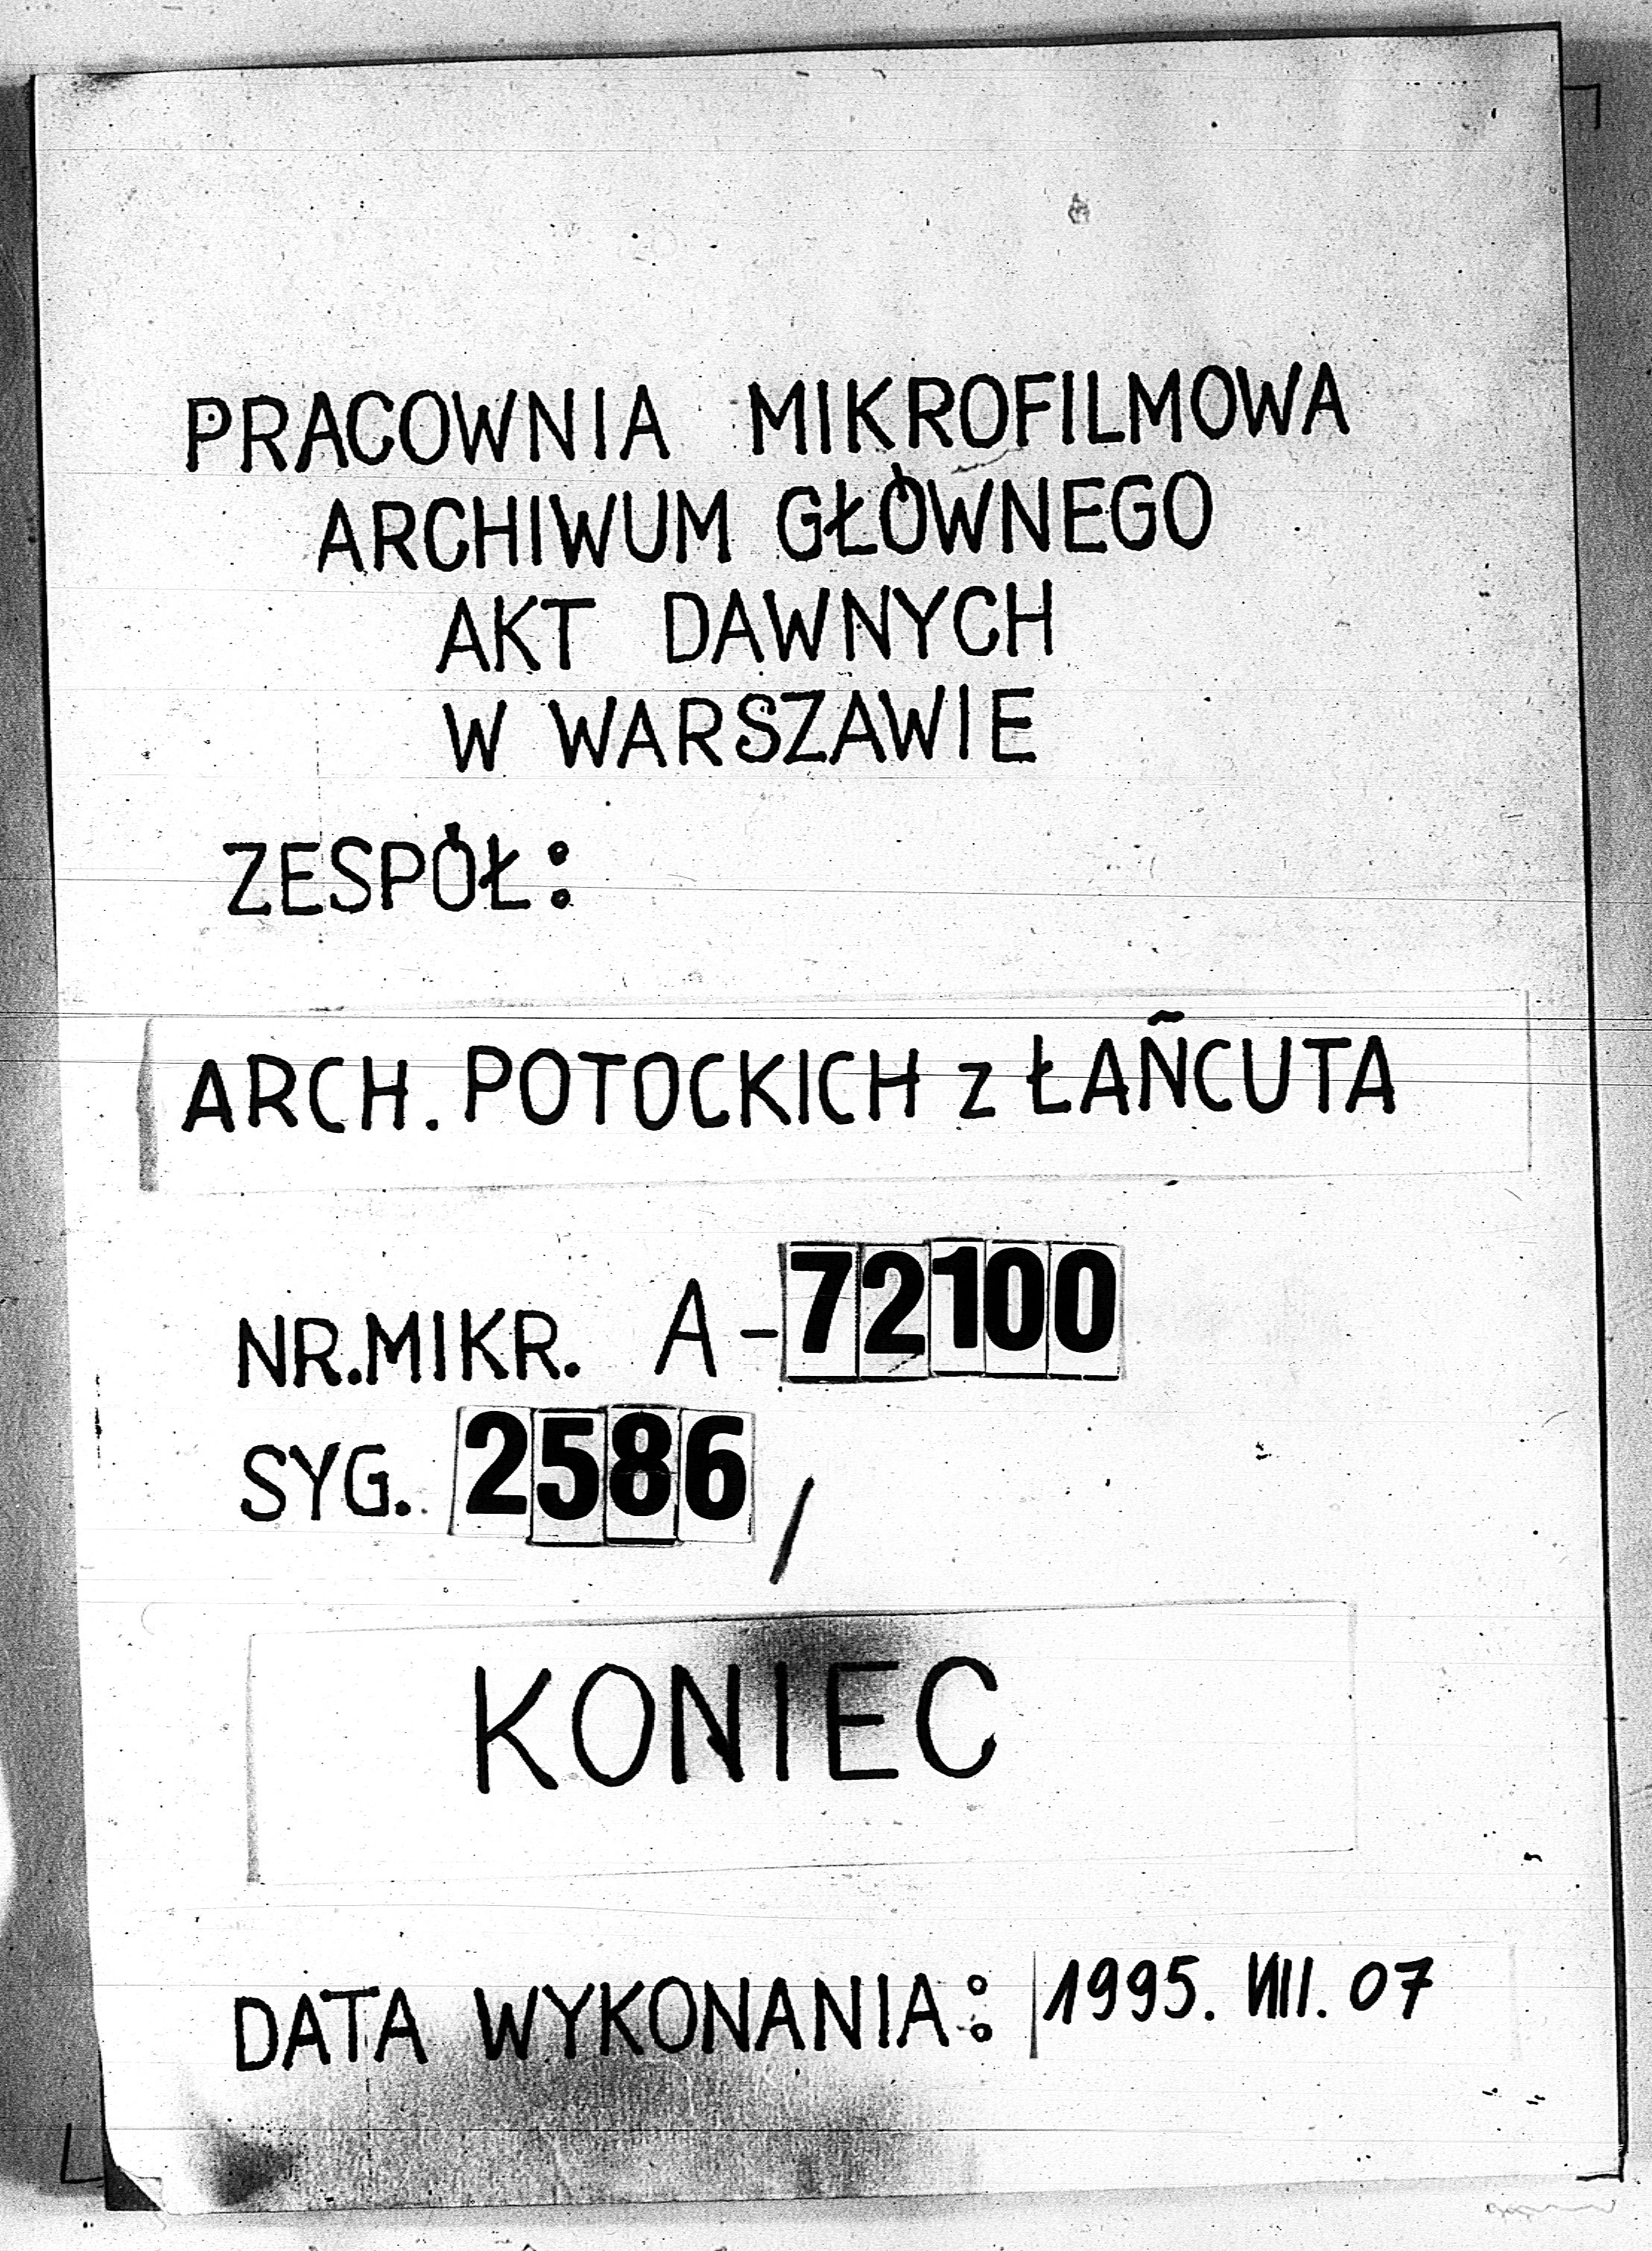 PRACOWNIA MIKROFILMOWA
ARCHIWUM GŁÓWNEGO
AKT DAWNYCH
W WARSZAWIE
ZESPÓŁ:
ARCH. POTOCKICH z ŁAŃCUTA
NR.MIKR. A-72100
SYG. 2586/
KONIEC
DATA WYKONANIA: 1995. VIII. 07